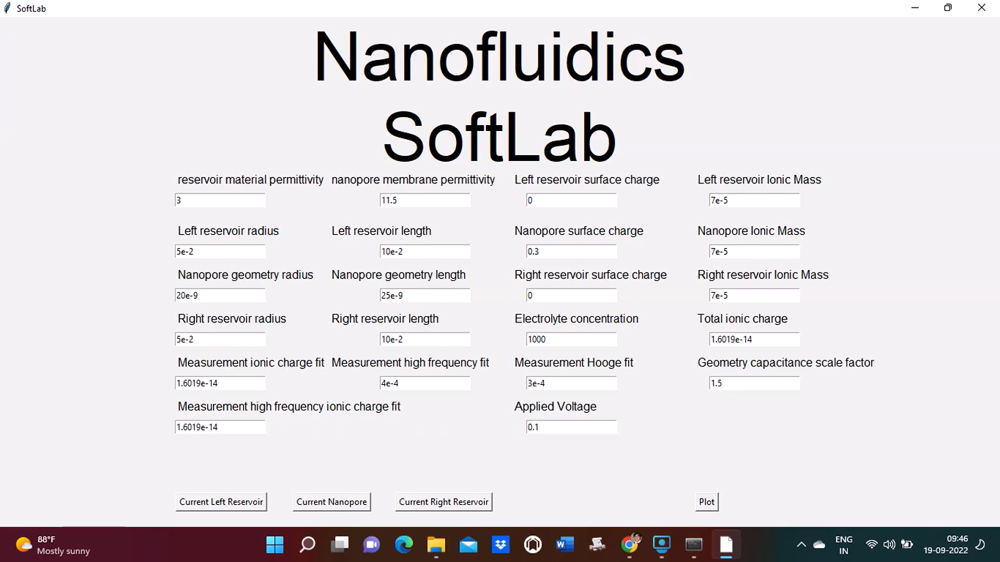 SoftLab
Nanofluidics
SoftLab
reservoir material permittivity nanopore membrane permittivity Left reservoir surface charge Left reservoir Ionic Mass
3 11.5 0 7e-5
Left reservoir radius Left reservoir length Nanopore surface charge Nanopore Ionic Mass
5e-2 10e-2 0.3 7e-5
Nanopore geometry radius Nanopore geometry length Right reservoir surface charge Right reservoir Ionic Mass
20e-9 25e-9 0 7e-5
Right reservoir radius Right reservoir length Electrolyte concentration Total ionic charge
5e-2 10e-2 1000 1.6019e-14
Measurement ionic charge fit Measurement high frequency fit Measurement Hooge fit Geometry capacitance scale factor
1.6019e-14 4e-4 3e-4 1.5
Measurement high frequency ionic charge fit Applied Voltage
1.6019e-14 0.1
Current Left Reservoir Current Nanopore Current Right Reservoir Plot
88°F ENG 09:46
Mostly sunny IN 19-09-2022